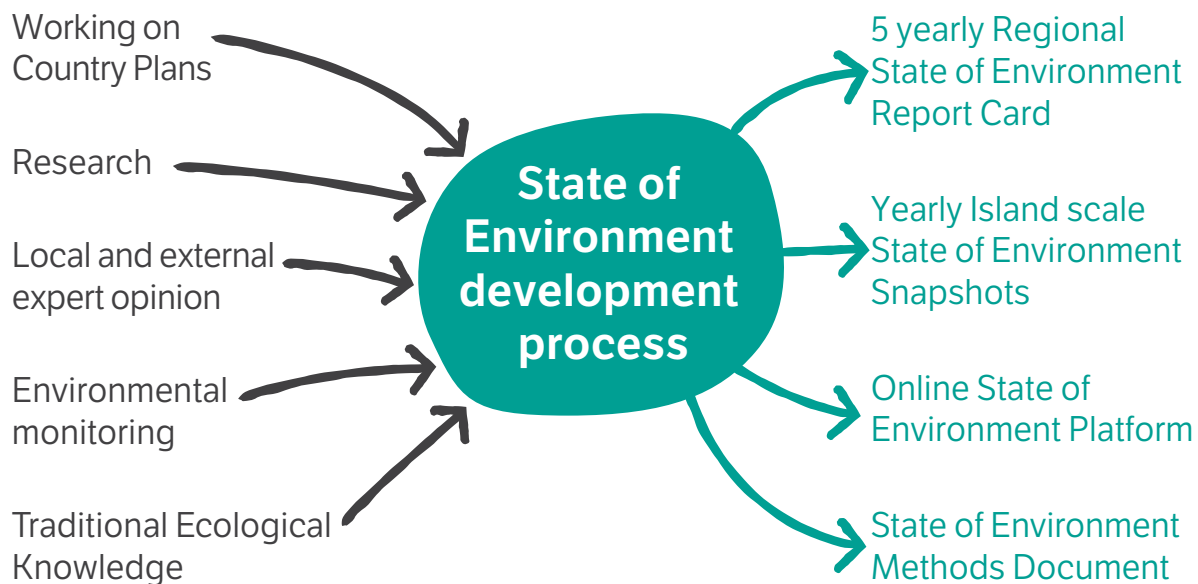 Working on
Country Plans
Research
Local and external
expert opinion
Environmental
monitoring
Traditional Ecological
Knowledge
State of
Environment
development
process
5 yearly Regional
State of Environment
Report Card
Yearly Island scale
State of Environment
Snapshots
Online State of
Environment Platform
State of Environment
Methods Document